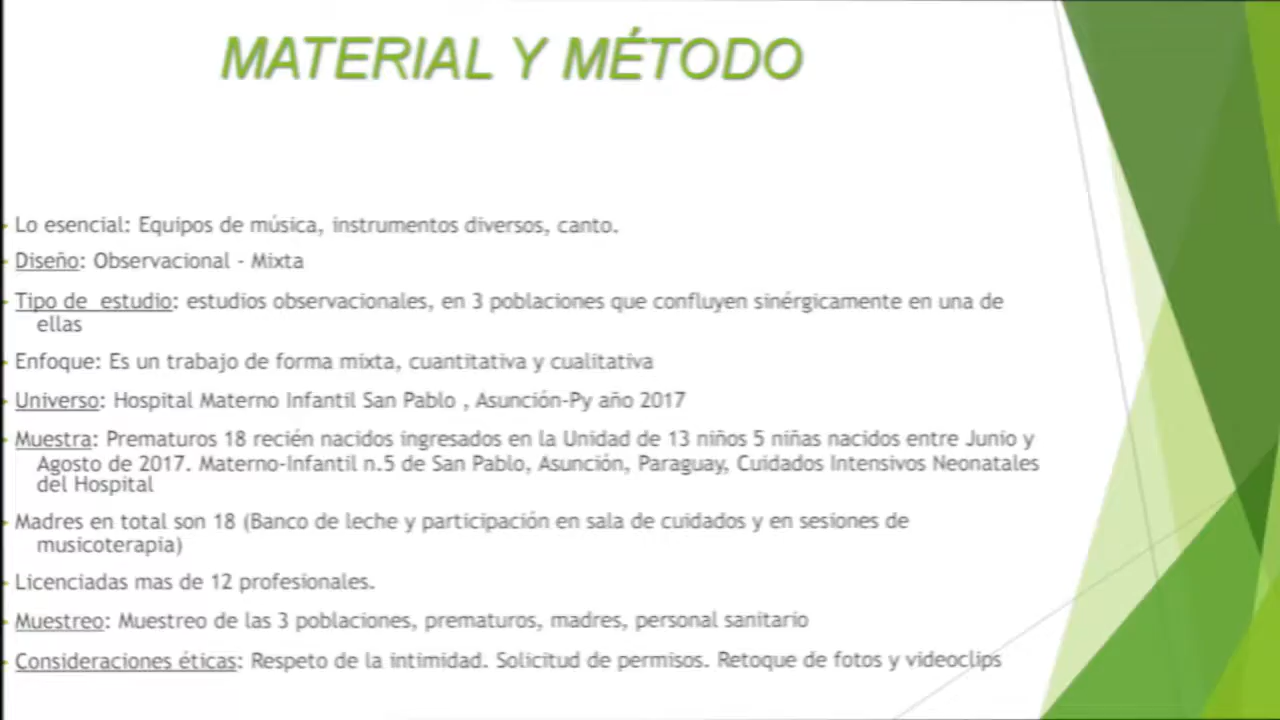 MATERIAL Y MÉTODO
Lo esencial: Equipos de música, instrumentos diversos, canto.
Diseño: Observacional - Mixta
Tipo de estudio: estudios observacionales, en 3 poblaciones que confluyen sinérgicamente en una de
ellas
Enfoque: Es un trabajo de forma mixta, cuantitativa y cualitativa
Universo: Hospital Materno Infantil San Pablo , Asunción-Py año 2017
Muestra: Prematuros 18 recién nacidos ingresados en la Unidad de 13 niños 5 niñas nacidos entre Junio y
Agosto de 2017. Materno-Infantil n.5 de San Pablo, Asunción, Paraguay, Cuidados Intensivos Neonatales
del Hospital
Madres en total son 18 (Banco de leche y participación en sala de cuidados y en sesiones de
musicoterapia)
Licenciadas mas de 12 profesionales.
Muestreo: Muestreo de las 3 poblaciones, prematuros, madres, personal sanitario
Consideraciones éticas: Respeto de la intimidad. Solicitud de permisos. Retoque de fotos y videoclips